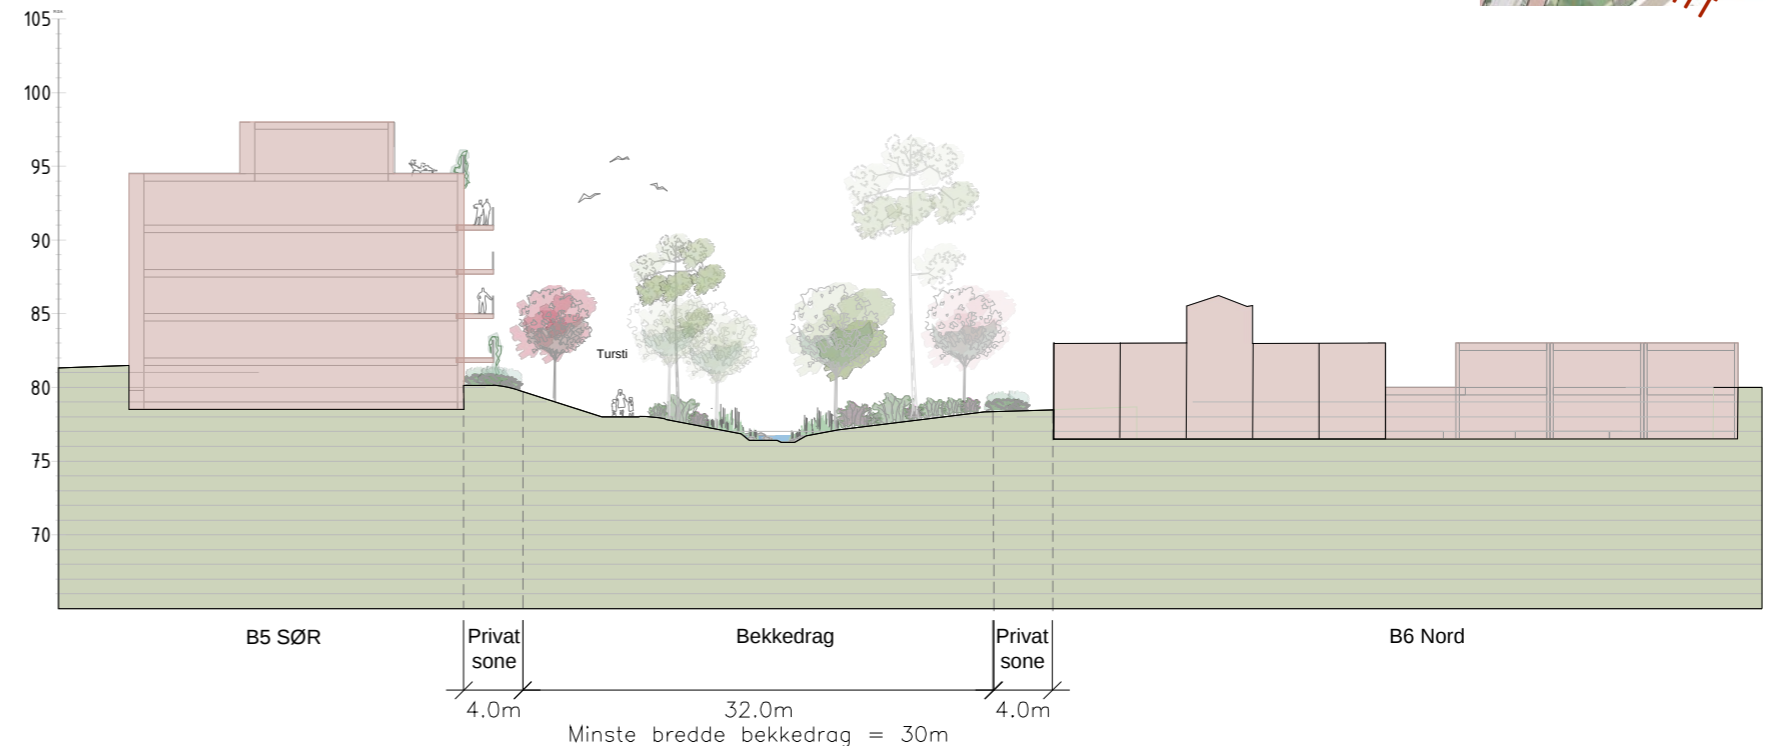 105
100
95
90
85
80
75
70
Tursti
B5 SØR
Privat
sone
Bekkedrag
Privat
sone
B6 Nord
4.0m
32.0m
4.0m
Minste bredde bekkedrag = 30m